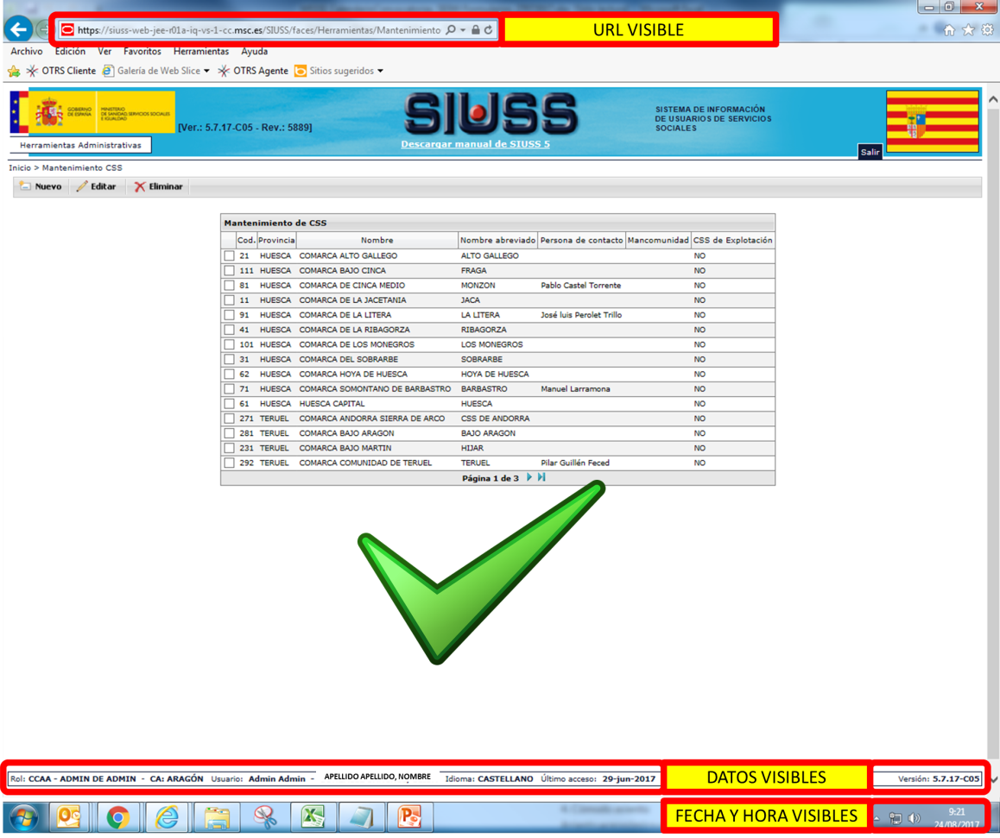 https://siuss-web-jee-r01a-iq-vs-1-cc.msc.es/SIUSS/faces/Herramientas/Mantenimiento
URL VISIBLE
Archivo Edición Ver Favoritos Herramientas Ayuda
OTRS Cliente Galería de Web Slice OTRS Agente Sitios sugeridos
GOBIERNO DE ESPAÑA
MINISTERIO DE SANIDAD, SERVICIOS SOCIALES E IGUALDAD
[Ver.: 5.7.17-C05 - Rev.: 5889]
SIUSS
Descargar manual de SIUSS 5
SISTEMA DE INFORMACIÓN
DE USUARIOS DE SERVICIOS
SOCIALES
Herramientas Administrativas
Salir
Inicio > Mantenimiento CSS
Nuevo Editar Eliminar
Mantenimiento de CSS
Cod. Provincia Nombre Nombre abreviado Persona de contacto Mancomunidad CSS de Explotación
21 HUESCA COMARCA ALTO GALLEGO ALTO GALLEGO NO
111 HUESCA COMARCA BAJO CINCA FRAGA NO
81 HUESCA COMARCA DE CINCA MEDIO MONZON Pablo Castel Torrente NO
11 HUESCA COMARCA DE LA JACETANIA JACA NO
91 HUESCA COMARCA DE LA LITERA LA LITERA José luis Perolet Trillo NO
41 HUESCA COMARCA DE LA RIBAGORZA RIBAGORZA NO
101 HUESCA COMARCA DE LOS MONEGROS LOS MONEGROS NO
31 HUESCA COMARCA DEL SOBRARBE SOBRARBE NO
62 HUESCA COMARCA HOYA DE HUESCA HOYA DE HUESCA NO
71 HUESCA COMARCA SOMONTANO DE BARBASTRO BARBASTRO Manuel Larramona NO
61 HUESCA HUESCA CAPITAL HUESCA NO
271 TERUEL COMARCA ANDORRA SIERRA DE ARCO CSS DE ANDORRA NO
281 TERUEL COMARCA BAJO ARAGON BAJO ARAGON NO
231 TERUEL COMARCA BAJO MARTIN HIJAR NO
292 TERUEL COMARCA COMUNIDAD DE TERUEL TERUEL Pilar Guillén Feced NO
Página 1 de 3
Rol: CCAA - ADMIN DE ADMIN - CA: ARAGÓN Usuario: Admin Admin - APELLIDO APELLIDO, NOMBRE Idioma: CASTELLANO Último acceso: 29-jun-2017
DATOS VISIBLES
Versión: 5.7.17-C05
FECHA Y HORA VISIBLES
9:21
24/08/2017